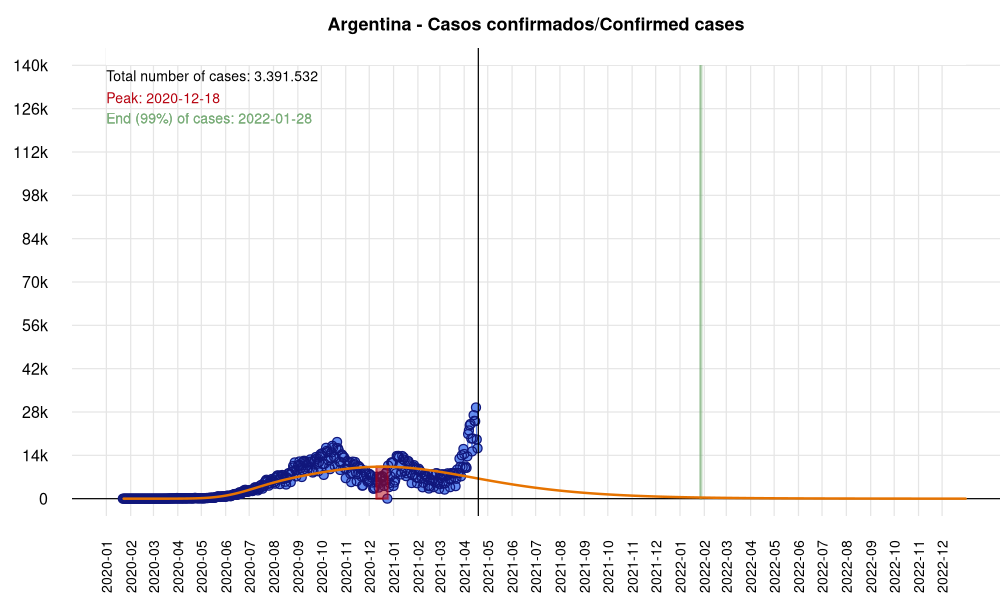 Argentina - Casos confirmados/Confirmed cases
Total number of cases: 3.391.532
Peak: 2020-12-18
End (99%) of cases: 2022-01-28
140k
126k
112k
98k
84k
70k
56k
42k
28k
14k
0
2020-01
2020-02
2020-03
2020-04
2020-05
2020-06
2020-07
2020-08
2020-09
2020-10
2020-11
2020-12
2021-01
2021-02
2021-03
2021-04
2021-05
2021-06
2021-07
2021-08
2021-09
2021-10
2021-11
2021-12
2022-01
2022-02
2022-03
2022-04
2022-05
2022-06
2022-07
2022-08
2022-09
2022-10
2022-11
2022-12